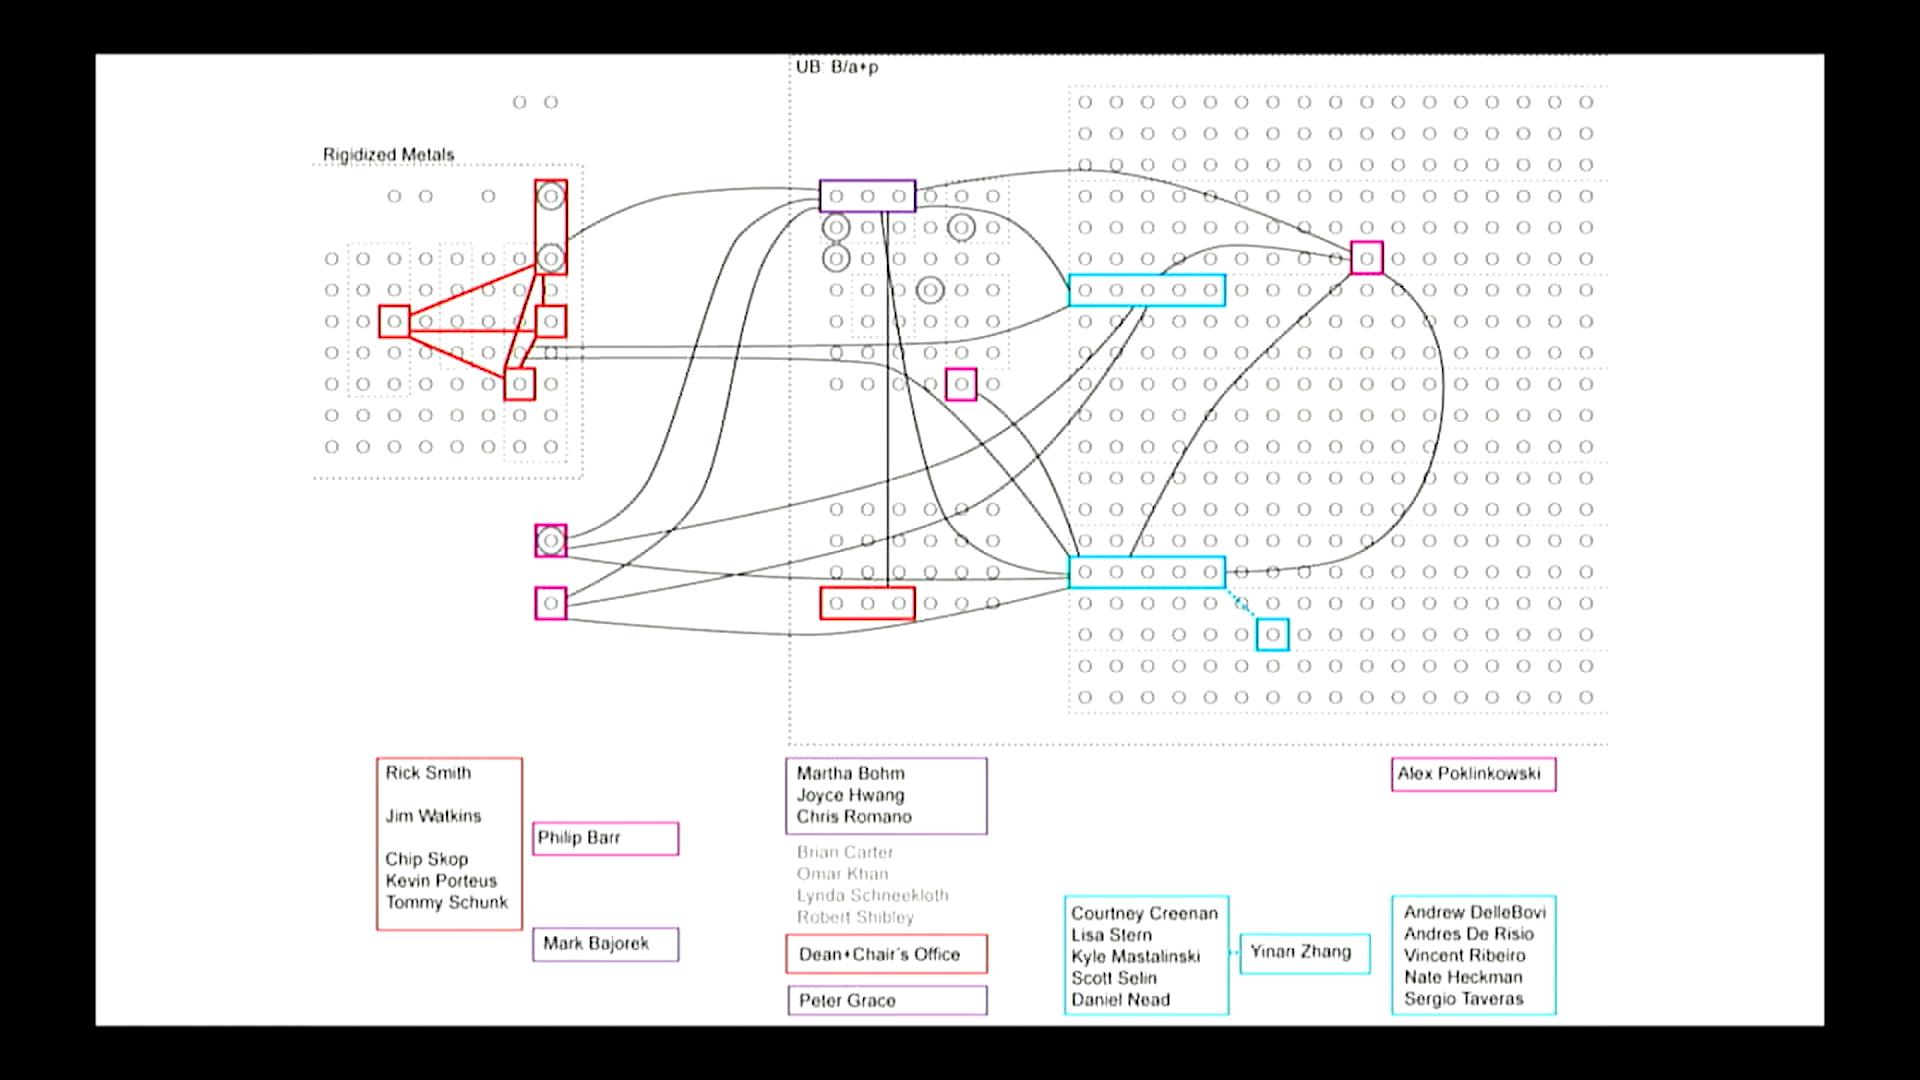 UB: B/a+p
Rigidized Metals
Rick Smith
Jim Watkins
Chip Skop
Kevin Porteus
Tommy Schunk
Philip Barr
Mark Bajorek
Martha Bohm
Joyce Hwang
Chris Romano
Brian Carter
Omar Khan
Lynda Schneekloth
Robert Shibley
Dean+Chair's Office
Peter Grace
Courtney Creenan
Lisa Stern
Kyle Mastalinski
Scott Selin
Daniel Nead
Yinan Zhang
Alex Poklinkowski
Andrew DelleBovi
Andres De Risio
Vincent Ribeiro
Nate Heckman
Sergio Taveras